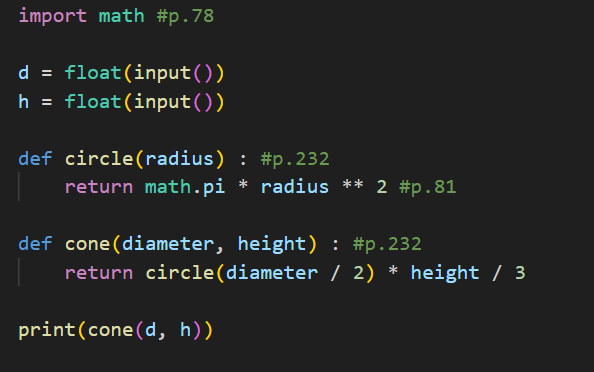 import math #p.78
d = float(input())
h = float(input())
def circle(radius) : #p.232
    return math.pi * radius ** 2 #p.81
def cone(diameter, height) : #p.232
    return circle(diameter / 2) * height / 3
print(cone(d, h))